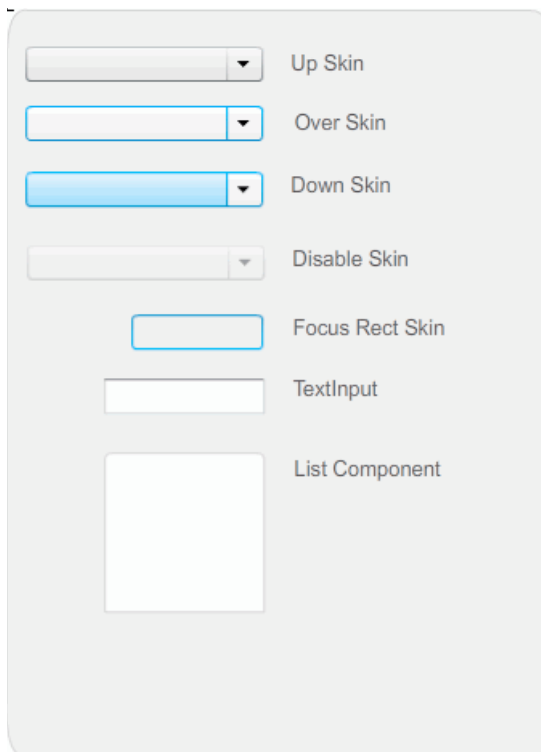 Up Skin
Over Skin
Down Skin
Disable Skin
Focus Rect Skin
TextInput
List Component